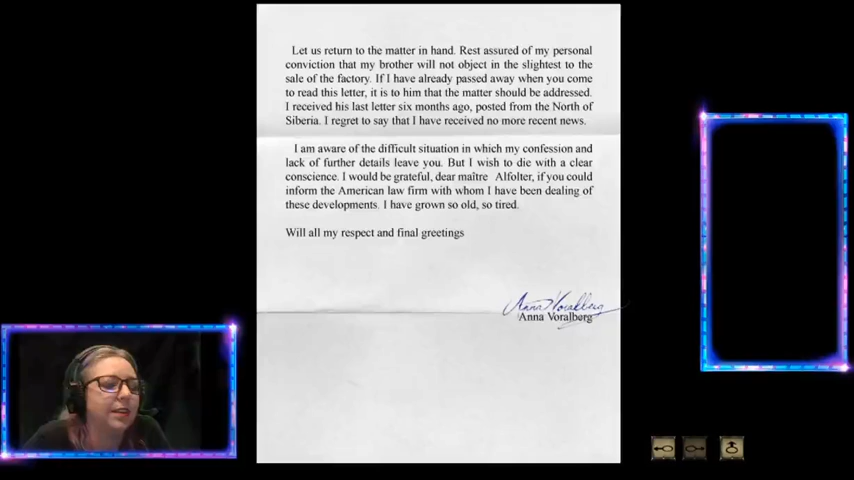 Let us return to the matter in hand. Rest assured of my personal
conviction that my brother will not object in the slightest to the
sale of the factory. If I have already passed away when you come
to read this letter, it is to him that the matter should be addressed.
I received his last letter six months ago, posted from the North of
Siberia. I regret to say that I have received no more recent news.
I am aware of the difficult situation in which my confession and
lack of further details leave you. But I wish to die with a clear
conscience. I would be grateful, dear maître Alfolter, if you could
inform the American law firm with whom I have been dealing of
these developments. I have grown so old, so tired.
Will all my respect and final greetings
Anna Voralberg
Anna Voralberg